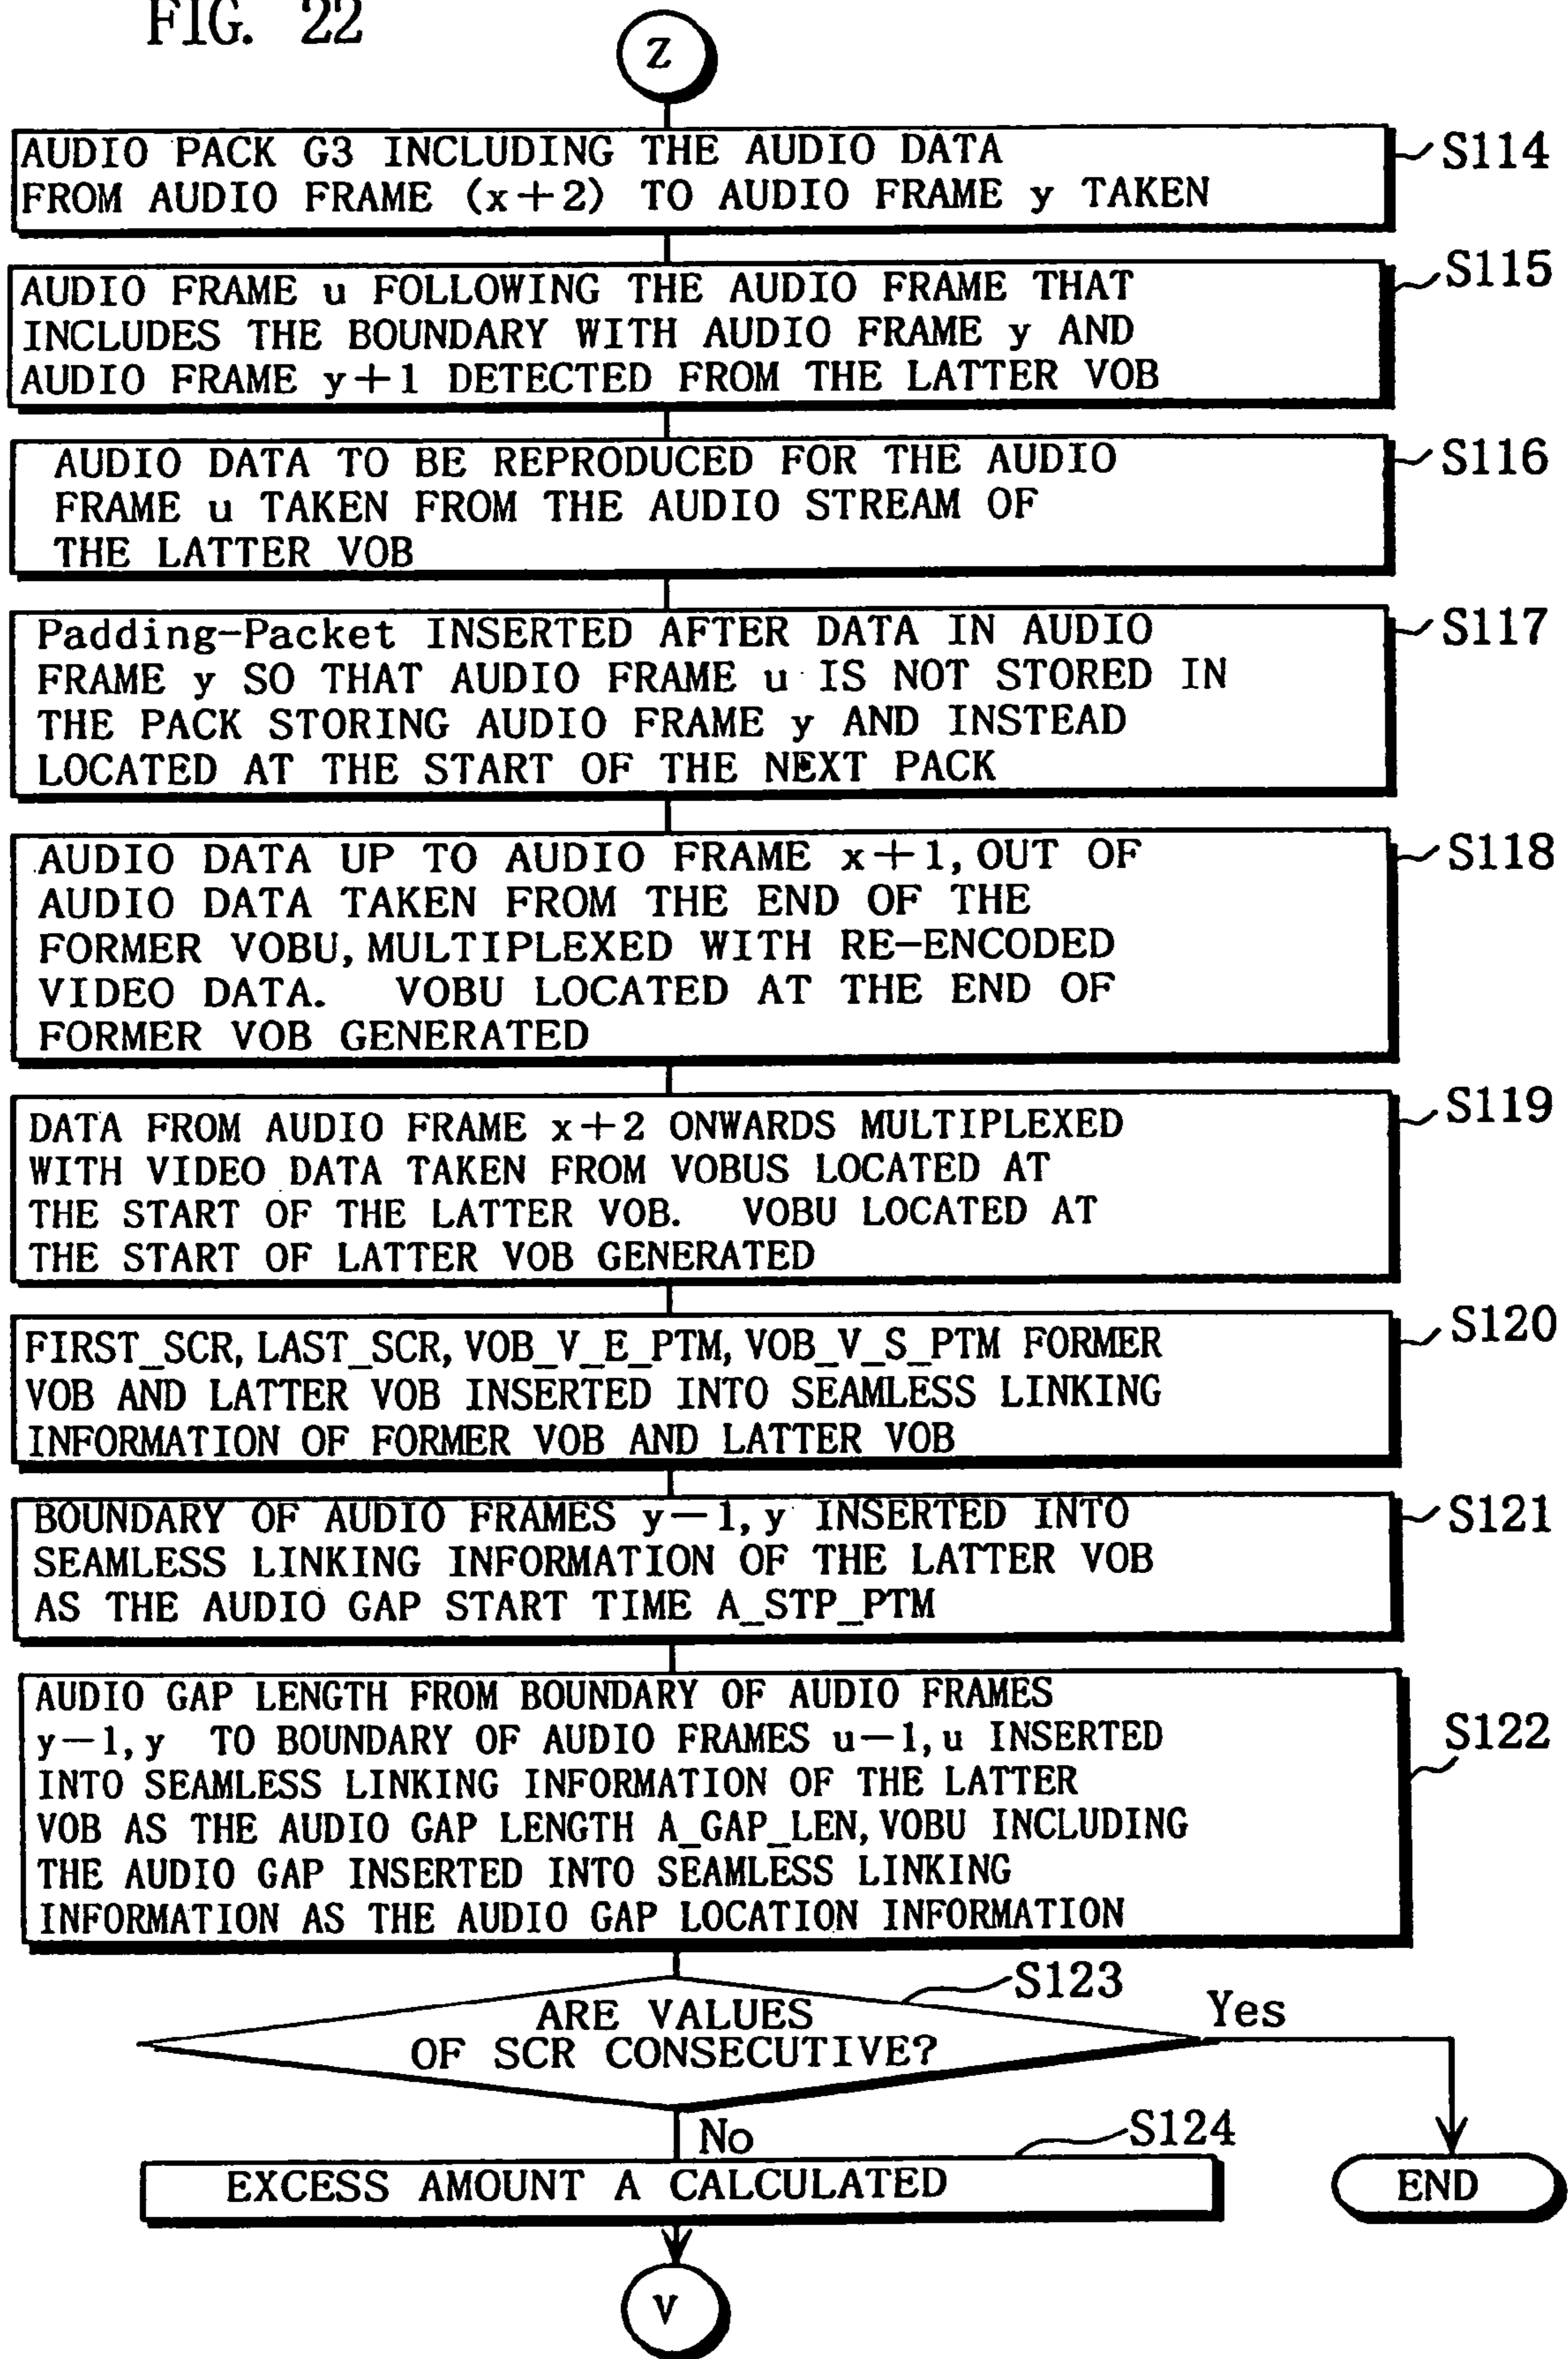 FIG. 22
Z
AUDIO PACK G3 INCLUDING THE AUDIO DATA
FROM AUDIO FRAME (x+2) TO AUDIO FRAME y TAKEN
S114
AUDIO FRAME u FOLLOWING THE AUDIO FRAME THAT
INCLUDES THE BOUNDARY WITH AUDIO FRAME y AND
AUDIO FRAME y+1 DETECTED FROM THE LATTER VOB
S115
AUDIO DATA TO BE REPRODUCED FOR THE AUDIO
FRAME u TAKEN FROM THE AUDIO STREAM OF
THE LATTER VOB
S116
Padding-Packet INSERTED AFTER DATA IN AUDIO
FRAME y SO THAT AUDIO FRAME u IS NOT STORED IN
THE PACK STORING AUDIO FRAME y AND INSTEAD
LOCATED AT THE START OF THE NEXT PACK
S117
AUDIO DATA UP TO AUDIO FRAME x+1, OUT OF
AUDIO DATA TAKEN FROM THE END OF THE
FORMER VOBU, MULTIPLEXED WITH RE-ENCODED
VIDEO DATA. VOBU LOCATED AT THE END OF
FORMER VOB GENERATED
S118
DATA FROM AUDIO FRAME x+2 ONWARDS MULTIPLEXED
WITH VIDEO DATA TAKEN FROM VOBUS LOCATED AT
THE START OF THE LATTER VOB. VOBU LOCATED AT
THE START OF LATTER VOB GENERATED
S119
FIRST_SCR, LAST_SCR, VOB_V_E_PTM, VOB_V_S_PTM FORMER
VOB AND LATTER VOB INSERTED INTO SEAMLESS LINKING
INFORMATION OF FORMER VOB AND LATTER VOB
S120
BOUNDARY OF AUDIO FRAMES y-1, y INSERTED INTO
SEAMLESS LINKING INFORMATION OF THE LATTER VOB
AS THE AUDIO GAP START TIME A_STP_PTM
S121
AUDIO GAP LENGTH FROM BOUNDARY OF AUDIO FRAMES
y-1, y TO BOUNDARY OF AUDIO FRAMES u-1, u INSERTED
INTO SEAMLESS LINKING INFORMATION OF THE LATTER
VOB AS THE AUDIO GAP LENGTH A_GAP_LEN, VOBU INCLUDING
THE AUDIO GAP INSERTED INTO SEAMLESS LINKING
INFORMATION AS THE AUDIO GAP LOCATION INFORMATION
S122
S123
ARE VALUES
OF SCR CONSECUTIVE?
Yes
No
S124
EXCESS AMOUNT A CALCULATED
END
V